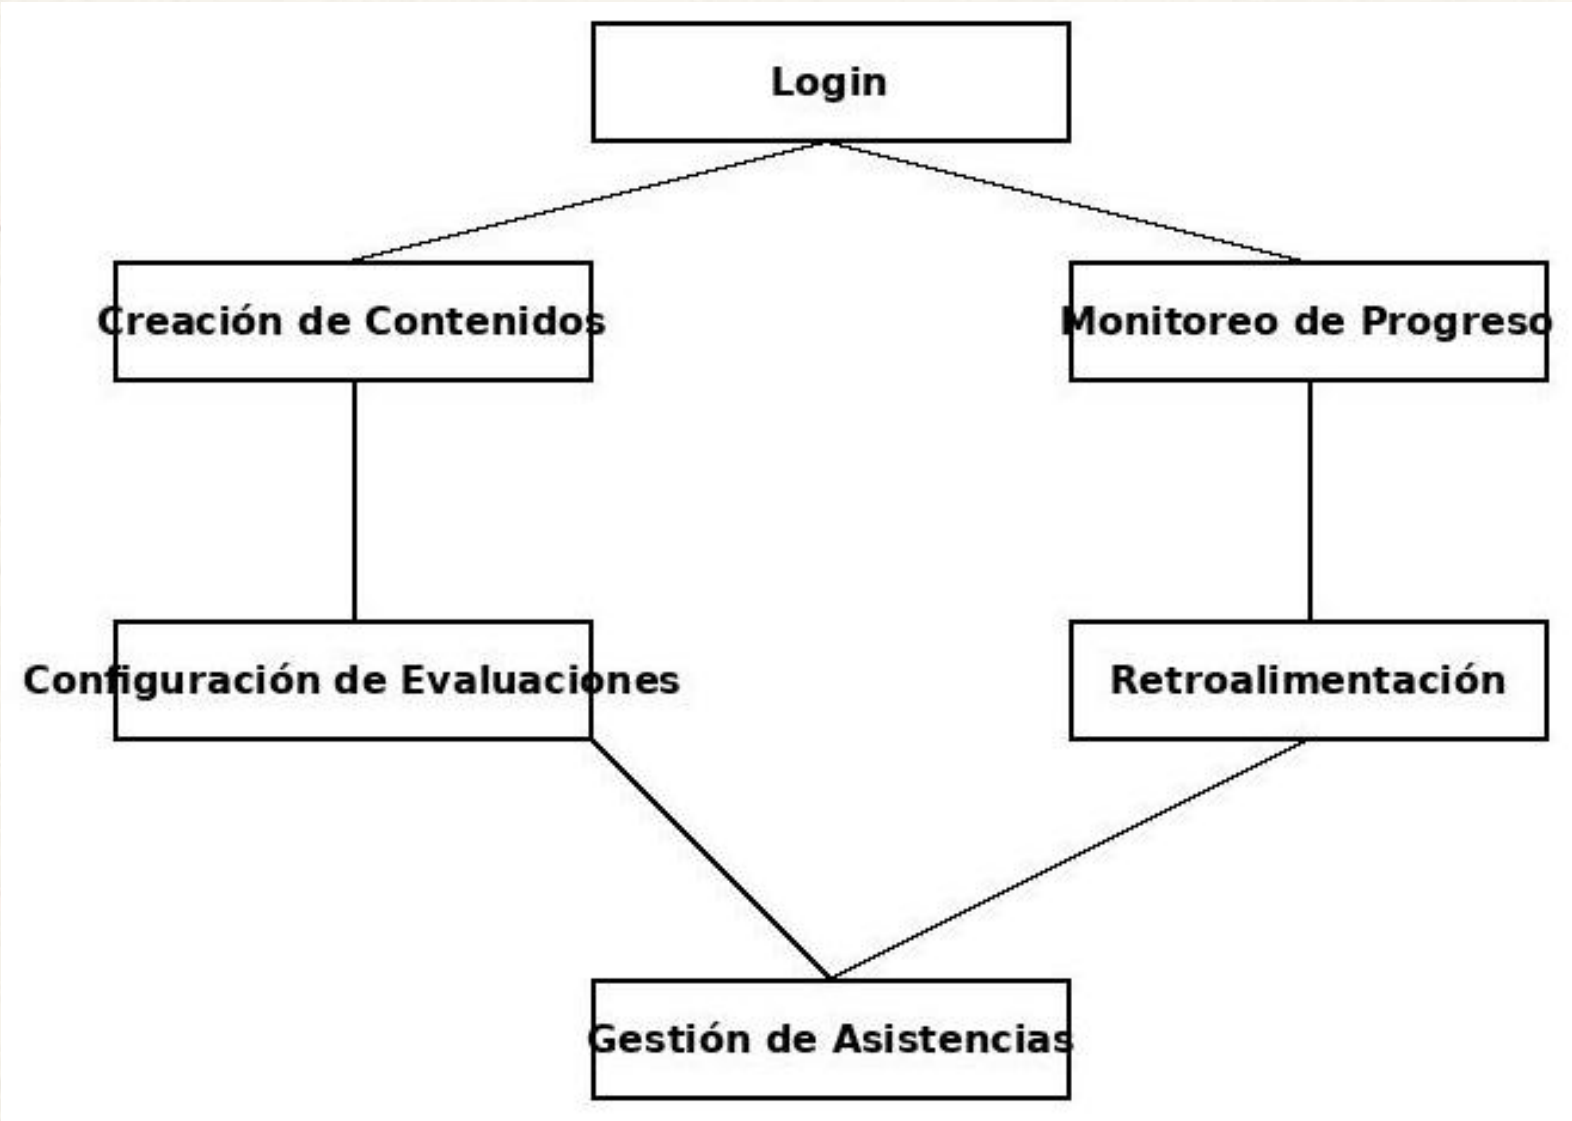 Login
Creación de Contenidos
Monitoreo de Progreso
Configuración de Evaluaciones
Retroalimentación
Gestión de Asistencias